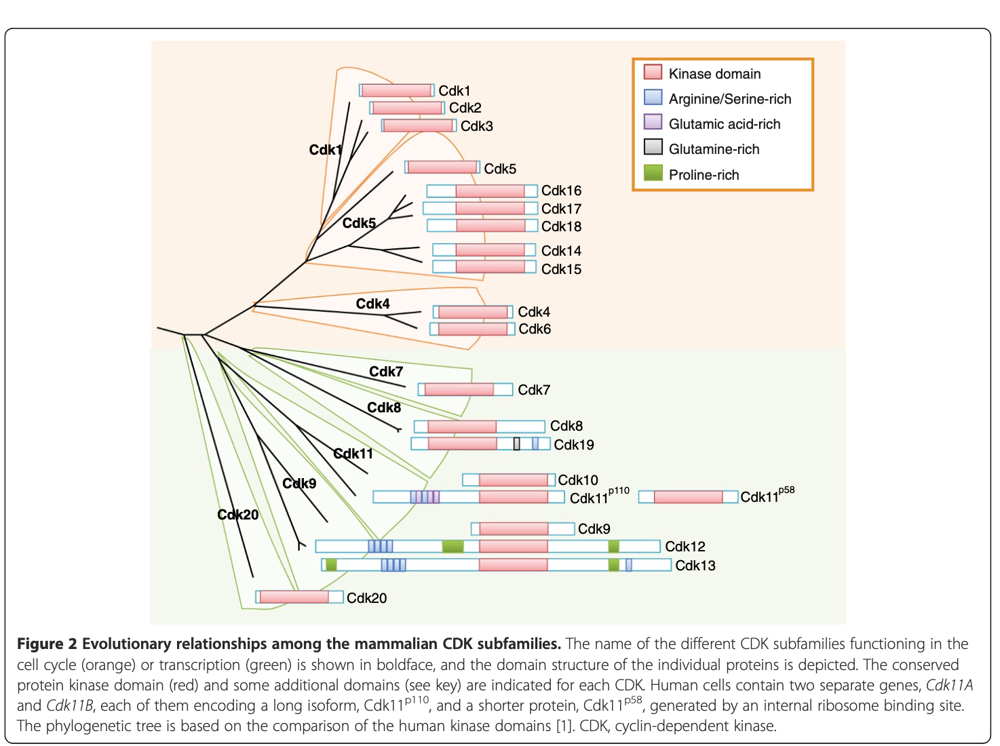 Kinase domain
Arginine/Serine-rich
Glutamic acid-rich
Glutamine-rich
Proline-rich
Cdk1
Cdk2
Cdk3
Cdk1
Cdk5
Cdk16
Cdk17
Cdk18
Cdk5
Cdk14
Cdk15
Cdk4
Cdk4
Cdk6
Cdk7
Cdk7
Cdk8
Cdk8
Cdk19
Cdk11
Cdk10
Cdk11p110
Cdk11p58
Cdk9
Cdk9
Cdk12
Cdk13
Cdk20
Cdk20
Figure 2 Evolutionary relationships among the mammalian CDK subfamilies. The name of the different CDK subfamilies functioning in the
cell cycle (orange) or transcription (green) is shown in boldface, and the domain structure of the individual proteins is depicted. The conserved
protein kinase domain (red) and some additional domains (see key) are indicated for each CDK. Human cells contain two separate genes, Cdk11A
and Cdk11B, each of them encoding a long isoform, Cdk11p110, and a shorter protein, Cdk11p58, generated by an internal ribosome binding site.
The phylogenetic tree is based on the comparison of the human kinase domains [1]. CDK, cyclin-dependent kinase.